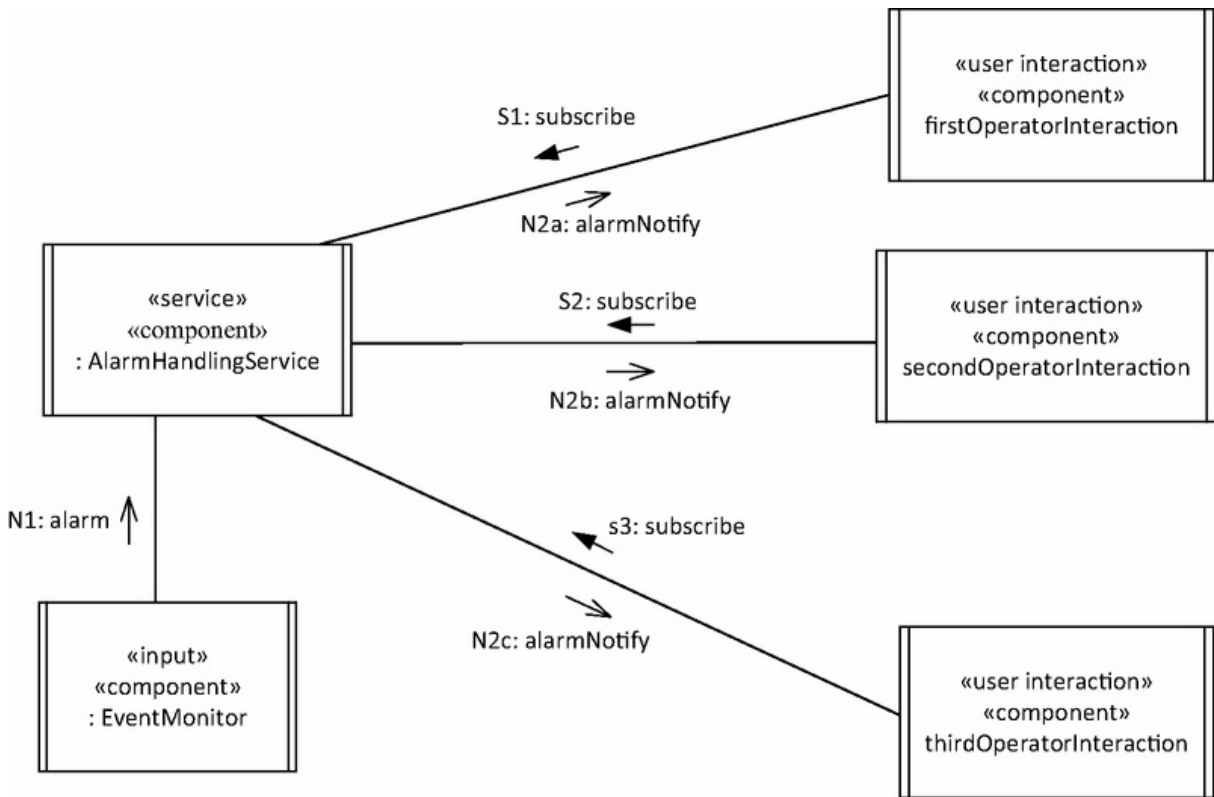 «user interaction»
«component»
firstOperatorInteraction
S1: subscribe
N2a: alarmNotify
«service»
«component»
: AlarmHandlingService
S2: subscribe
N2b: alarmNotify
«user interaction»
«component»
secondOperatorInteraction
N1: alarm
s3: subscribe
N2c: alarmNotify
«input»
«component»
: EventMonitor
«user interaction»
«component»
thirdOperatorInteraction